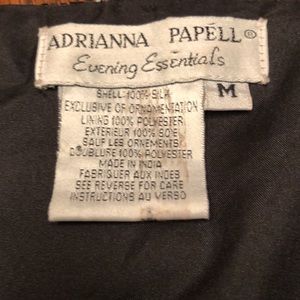 ADRIANNA PAPELL®
Evening Essentials
M
SHELL 100% SILK
EXCLUSIVE OF ORNAMENTATION
LINING 100% POLYESTER
EXTERIEUR 100% SOIE
SAUF LES ORNEMENTS
DOUBLURE 100% POLYESTER
MADE IN INDIA
FABRIQUER AUX INDES
SEE REVERSE FOR CARE
INSTRUCTIONS AU VERSO